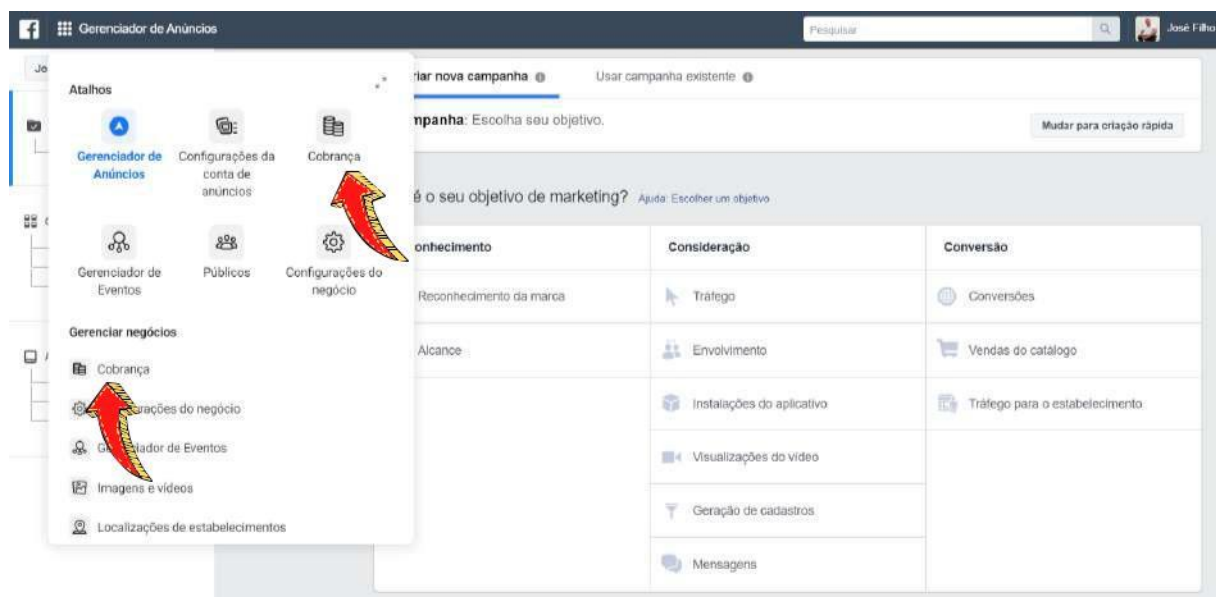 Gerenciador de Anúncios
Pesquisar
José Filho
Jo
Atalhos
Gerenciador de
Anúncios
Configurações da
conta de
anúncios
Cobrança
Gerenciador de
Eventos
Públicos
Configurações do
negócio
Gerenciar negócios
Cobrança
rações do negócio
G iador de Eventos
Imagens e vídeos
Localizações de estabelecimentos
riar nova campanha
Usar campanha existente
mpanha: Escolha seu objetivo.
Mudar para criação rápida
é o seu objetivo de marketing? Ajuda: Escolher um objetivo
onhecimento
Consideração
Conversão
Reconhecimento da marca
Tráfego
Conversões
Alcance
Envolvimento
Vendas do catálogo
Instalações do aplicativo
Tráfego para o estabelecimento
Visualizações do vídeo
Geração de cadastros
Mensagens